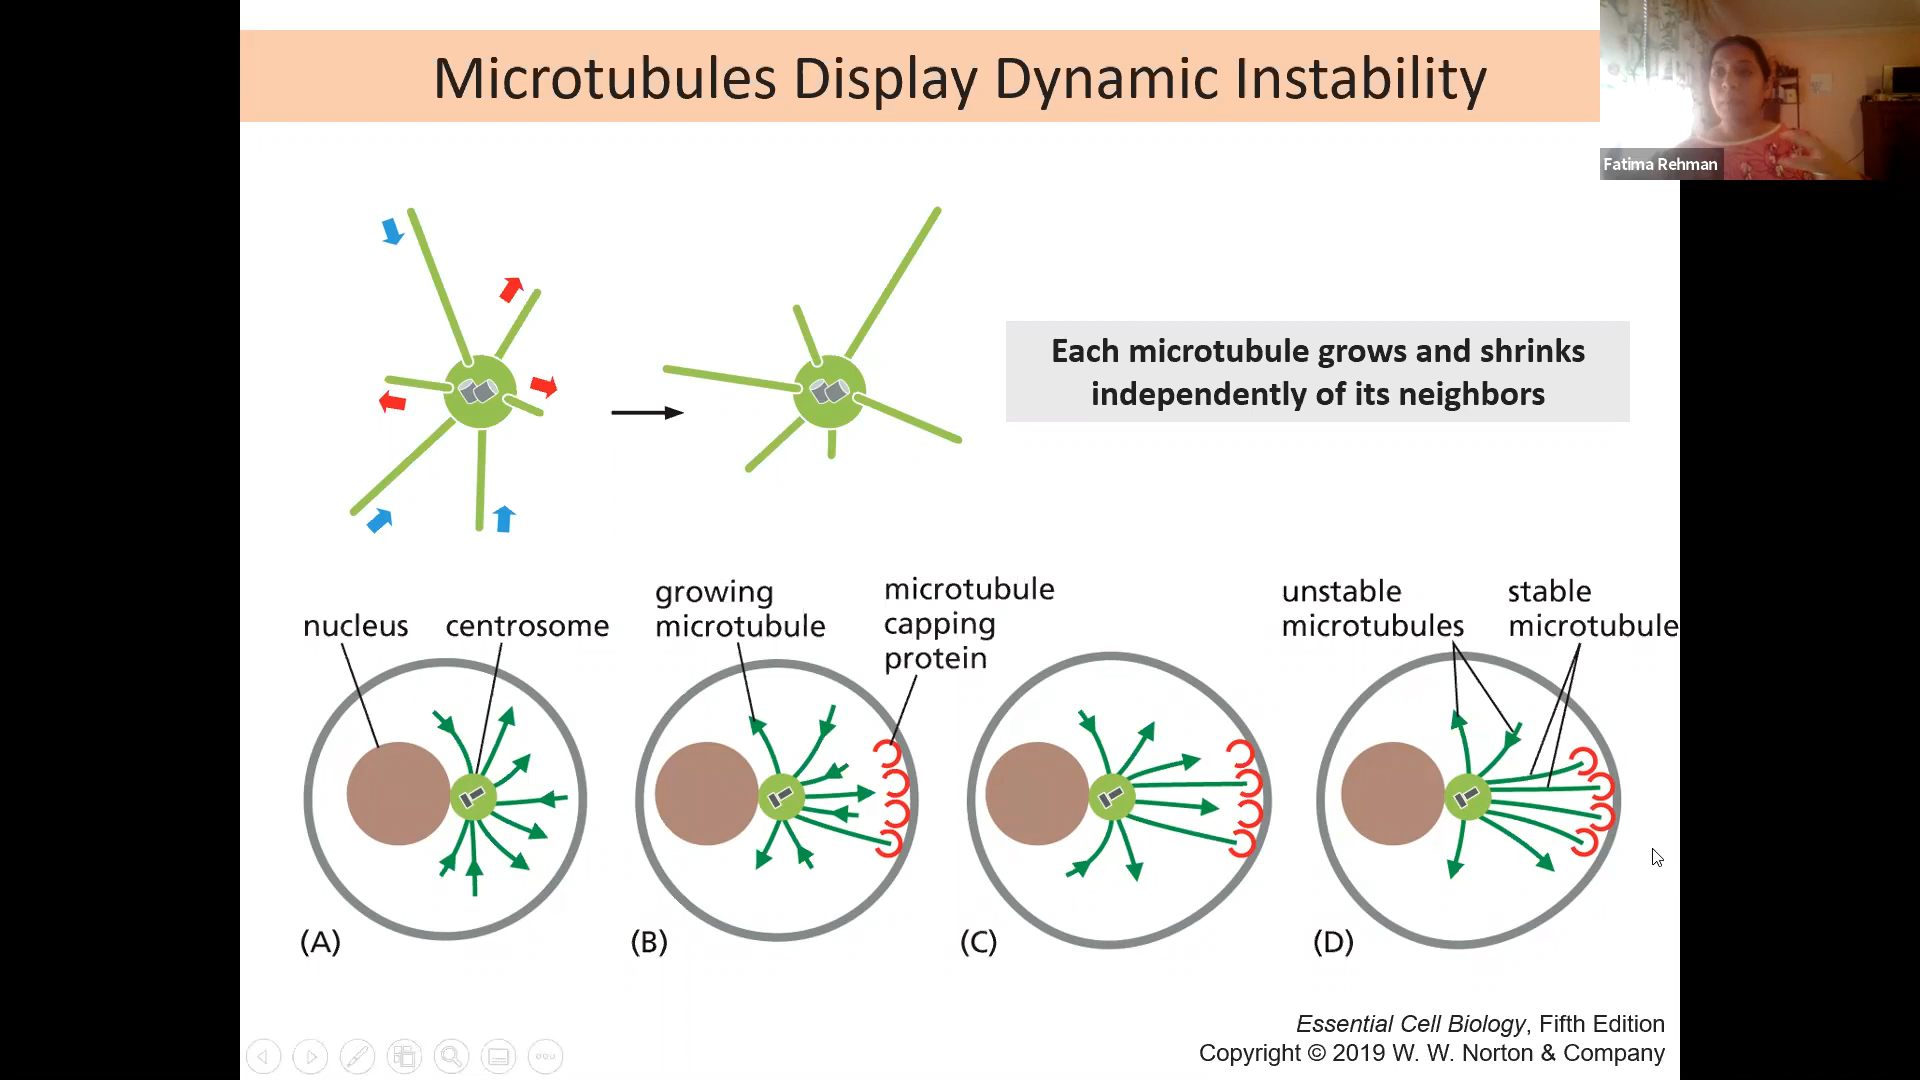 Microtubules Display Dynamic Instability
Fatima Rehman
Each microtubule grows and shrinks
independently of its neighbors
nucleus
centrosome
growing
microtubule
microtubule
capping
protein
unstable
microtubules
stable
microtubule
(A)
(B)
(C)
(D)
Essential Cell Biology, Fifth Edition
Copyright © 2019 W. W. Norton & Company